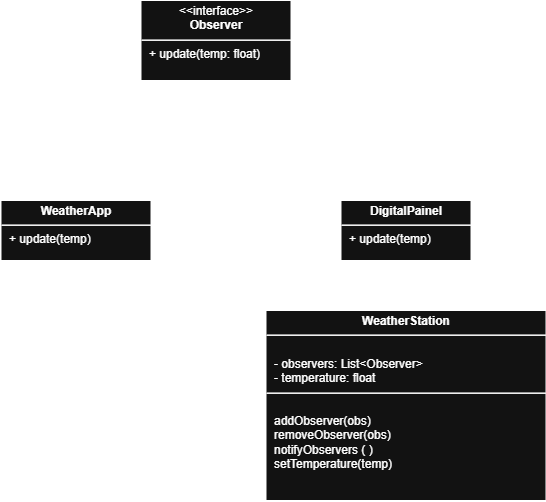 <<interface>>
Observer
+ update(temp: float)
WeatherApp
+ update(temp)
DigitalPainel
+ update(temp)
WeatherStation
- observers: List<Observer>
- temperature: float
addObserver(obs)
removeObserver(obs)
notifyObservers ( )
setTemperature(temp)